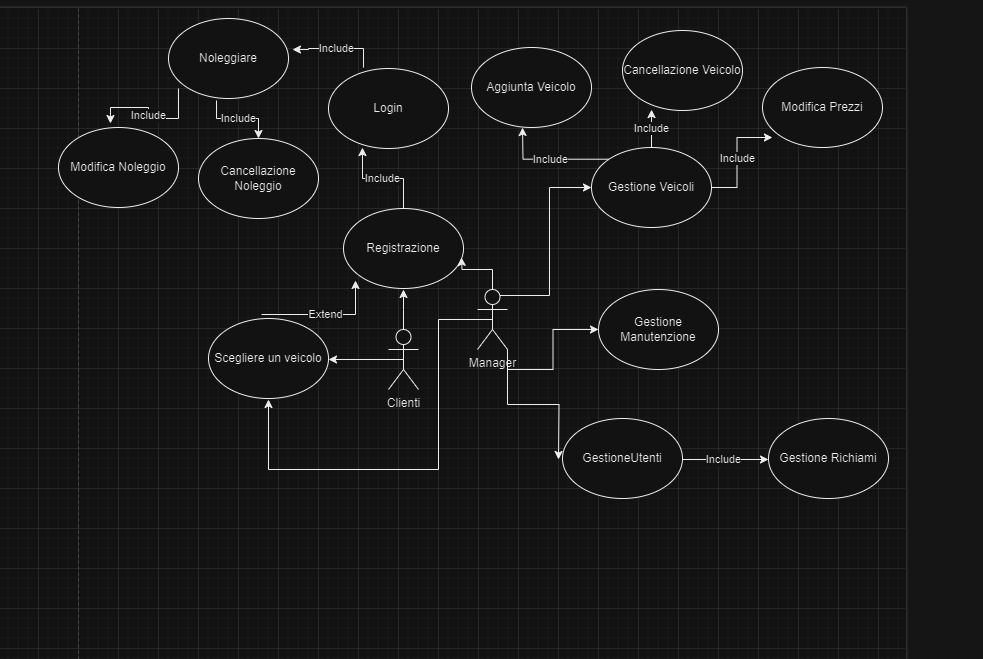 Noleggiare
Include
Include
Include
Login
Modifica Noleggio
Cancellazione
Noleggio
Include
Registrazione
Extend
Scegliere un veicolo
Clienti
Manager
Aggiunta Veicolo
Cancellazione Veicolo
Modifica Prezzi
Include
Include
Include
Gestione Veicoli
Gestione
Manutenzione
GestioneUtenti
Include
Gestione Richiami